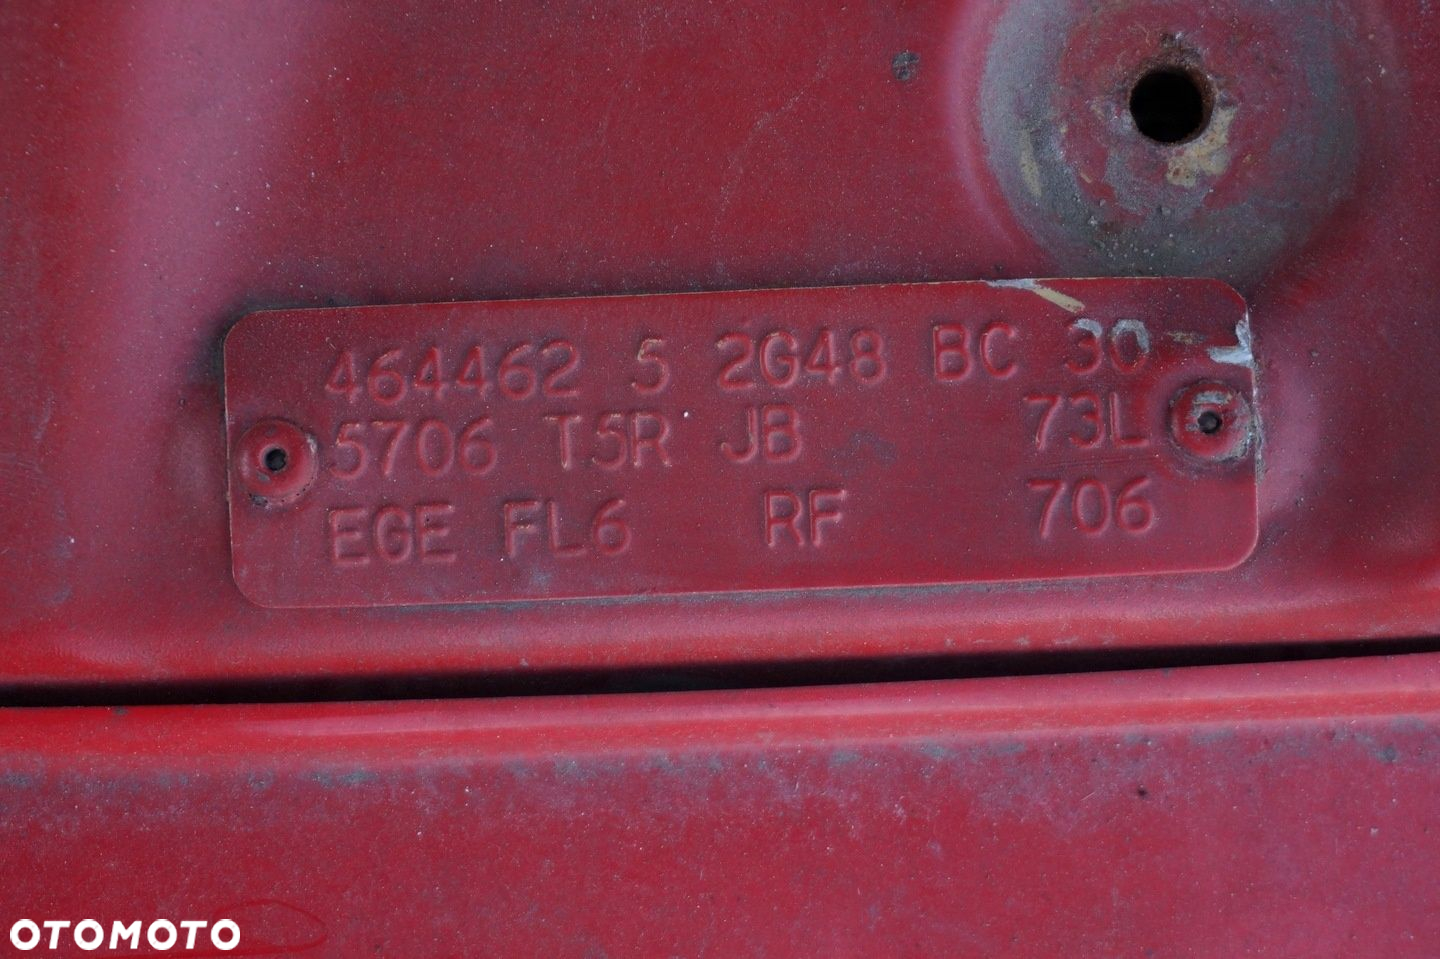 464462 5 2G48 BC 30
5706 T5R JB 73L
EGE FL6 RF 706
OTOMOTO